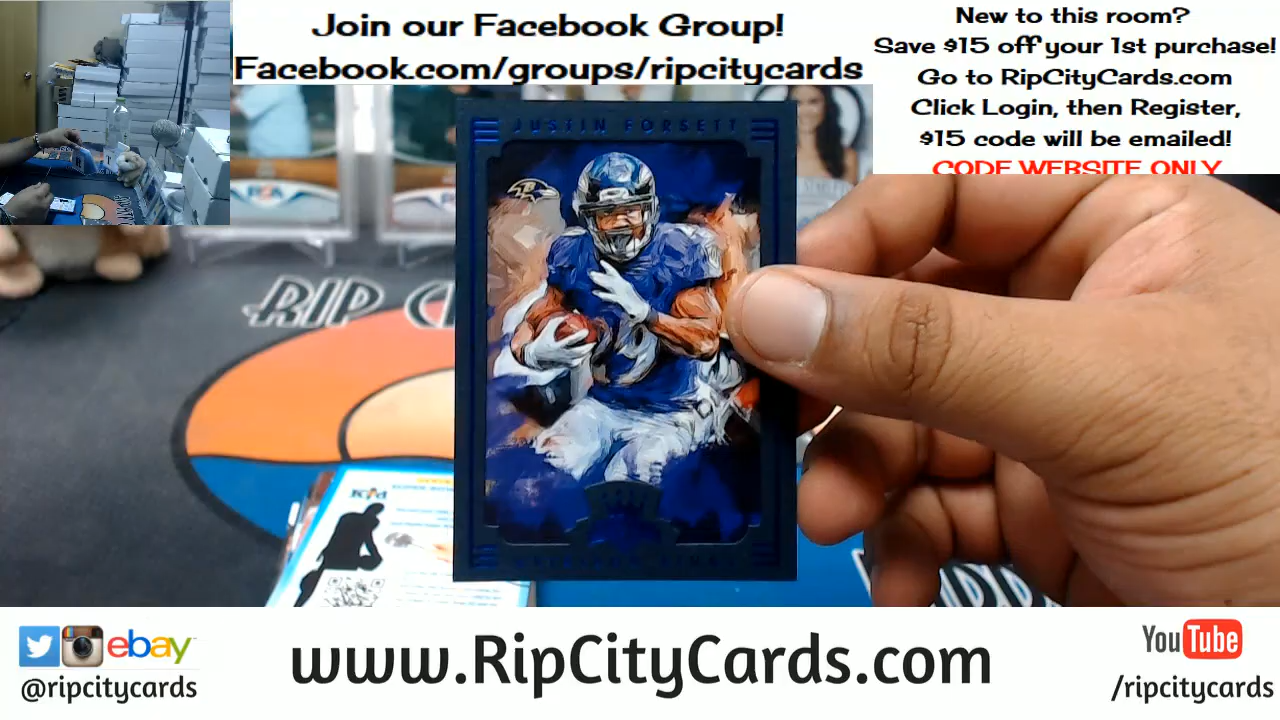 Join our Facebook Group!
Facebook.com/groups/ripcitycards
New to this room?
Save $15 off your 1st purchase!
Go to RipCityCards.com
Click Login, then Register,
$15 code will be emailed!
CODE WEBSITE ONLY
JUSTIN FORSETT
RIP C
ebay
@ripcitycards
www.RipCityCards.com
YouTube
/ripcitycards